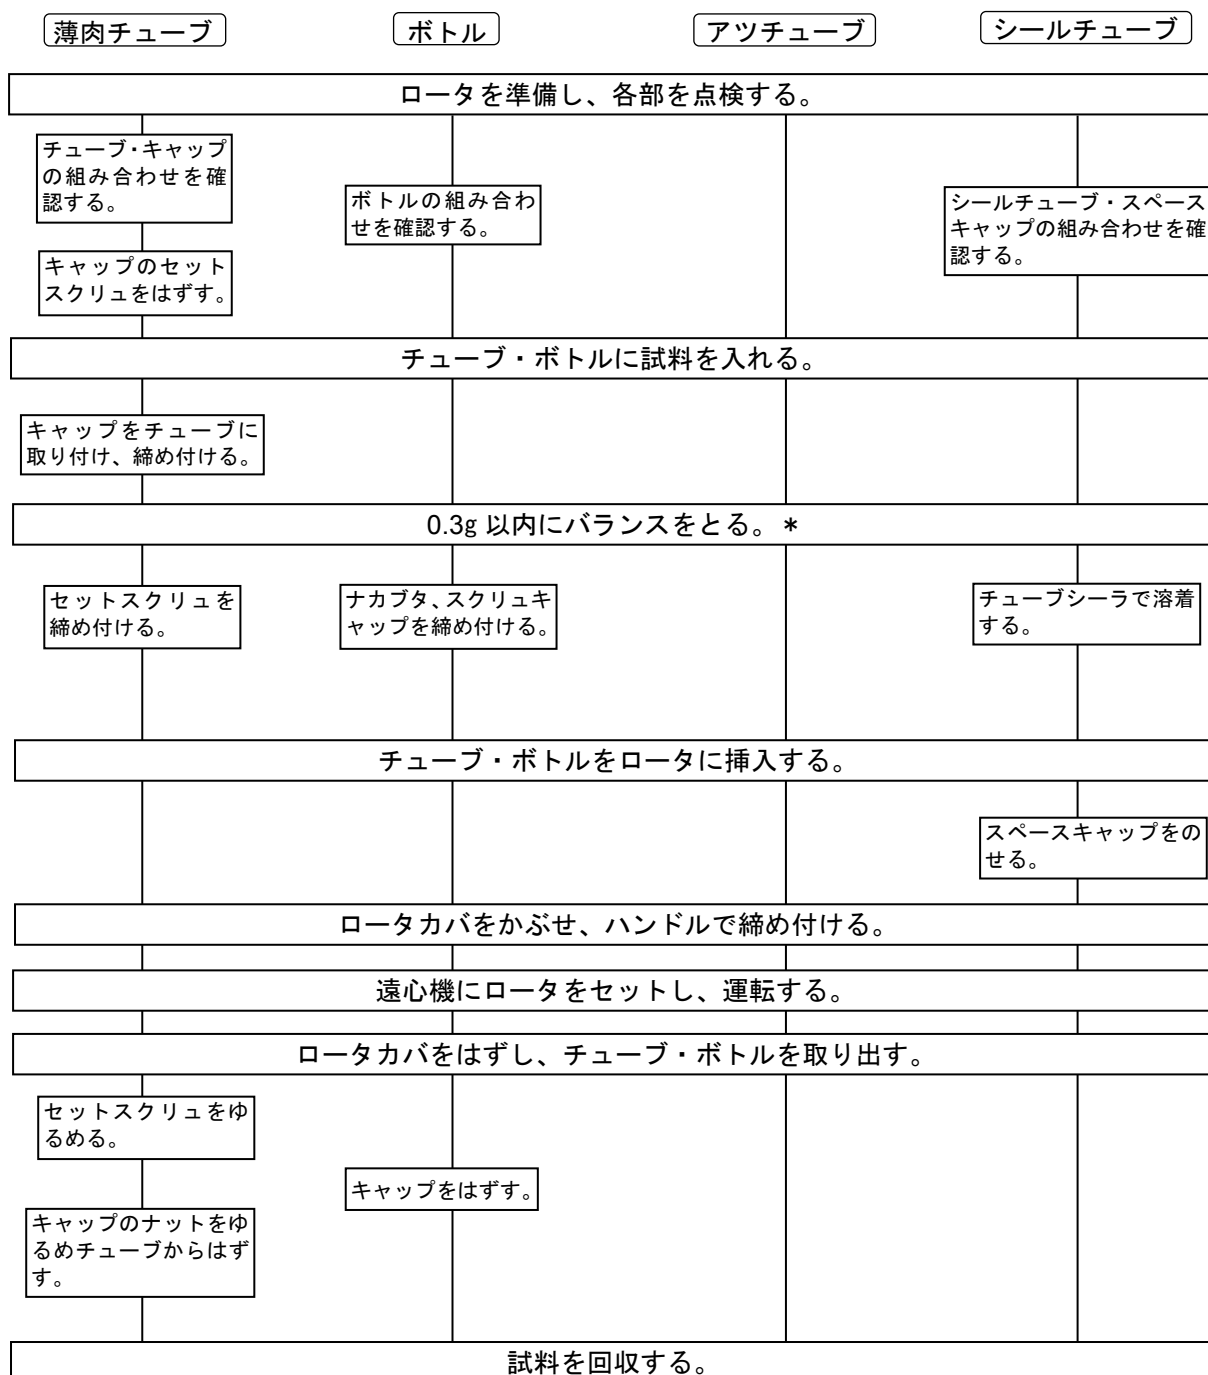 薄肉チューブ
ボトル
アツチューブ
シールチューブ
ロータを準備し、各部を点検する。
チューブ・キャップ
の組み合わせを確
認する。
ボトルの組み合わ
せを確認する。
シールチューブ・スペース
キャップの組み合わせを確
認する。
キャップのセット
スクリュをはずす。
チューブ・ボトルに試料を入れる。
キャップをチューブに
取り付け、締め付ける。
0.3g 以内にバランスをとる。＊
セットスクリュを
締め付ける。
ナカブタ、スクリュキ
ャップを締め付ける。
チューブシーラで溶着
する。
チューブ・ボトルをロータに挿入する。
スペースキャップをの
せる。
ロータカバをかぶせ、ハンドルで締め付ける。
遠心機にロータをセットし、運転する。
ロータカバをはずし、チューブ・ボトルを取り出す。
セットスクリュをゆ
るめる。
キャップをはずす。
キャップのナットをゆ
るめチューブからはず
す。
試料を回収する。